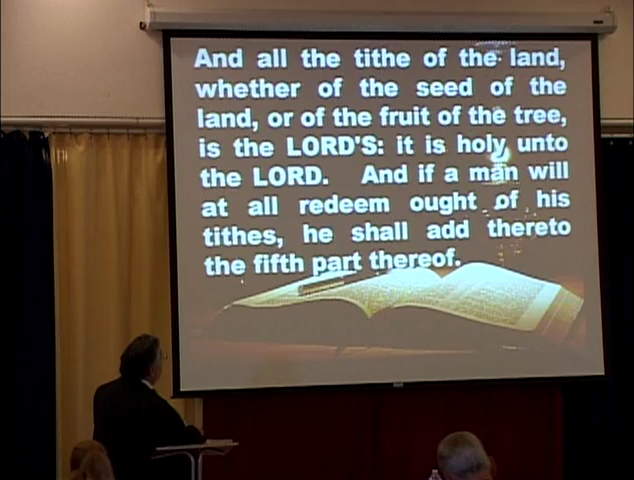 And all the tithe of the land,
whether of the seed of the
land, or of the fruit of the tree,
is the LORD'S: it is holy unto
the LORD. And if a man will
at all redeem ought of his
tithes, he shall add thereto
the fifth part thereof.